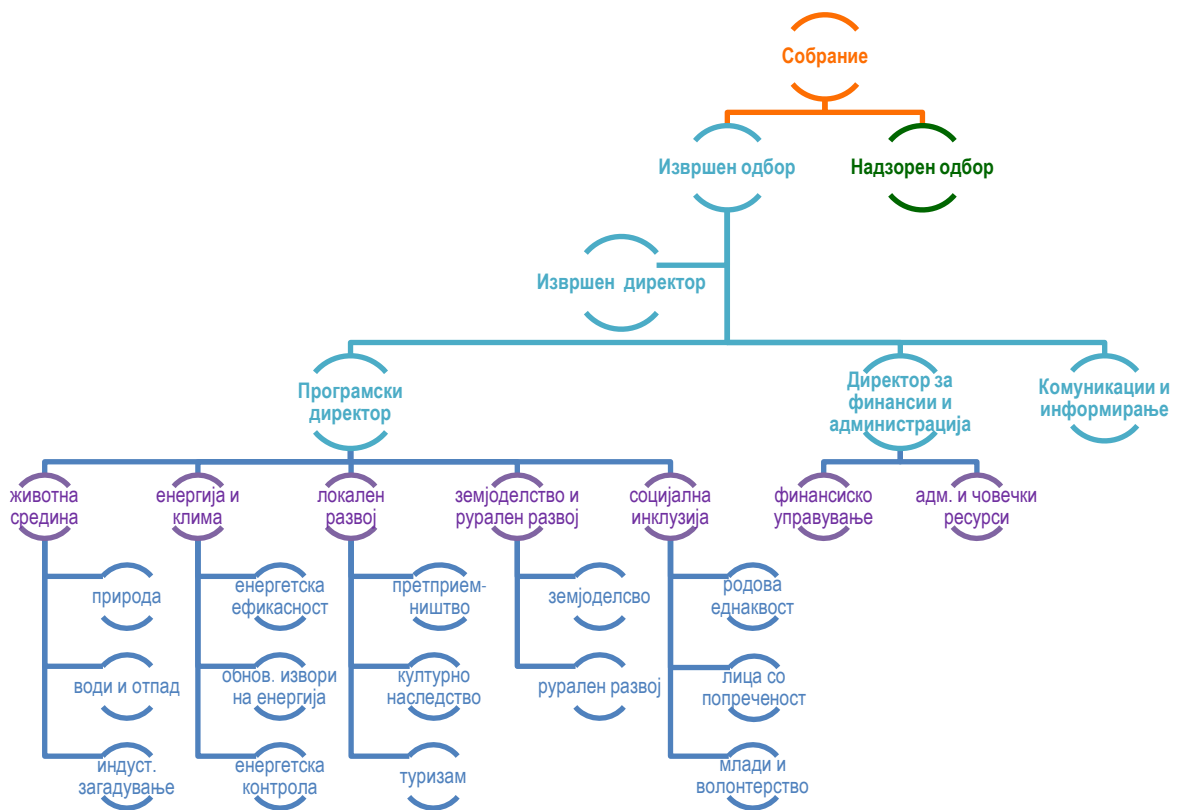 Собрание
Извршен одбор
Надзорен одбор
Извршен директор
Програмски
директор
Директор за
финансии и
администрација
Комуникации и
информирање
животна
средина
енергија и
клима
локален
развој
земјоделство и
рурален развој
социјална
инклузија
финансиско
управување
адм. и човечки
ресурси
природа
енергетска
ефикасност
претприем-
ништво
земјоделсво
родова
еднаквост
води и отпад
обнов. извори
на енергија
културно
наследство
рурален развој
лица со
попреченост
индуст.
загадување
енергетска
контрола
туризам
млади и
волонтерство